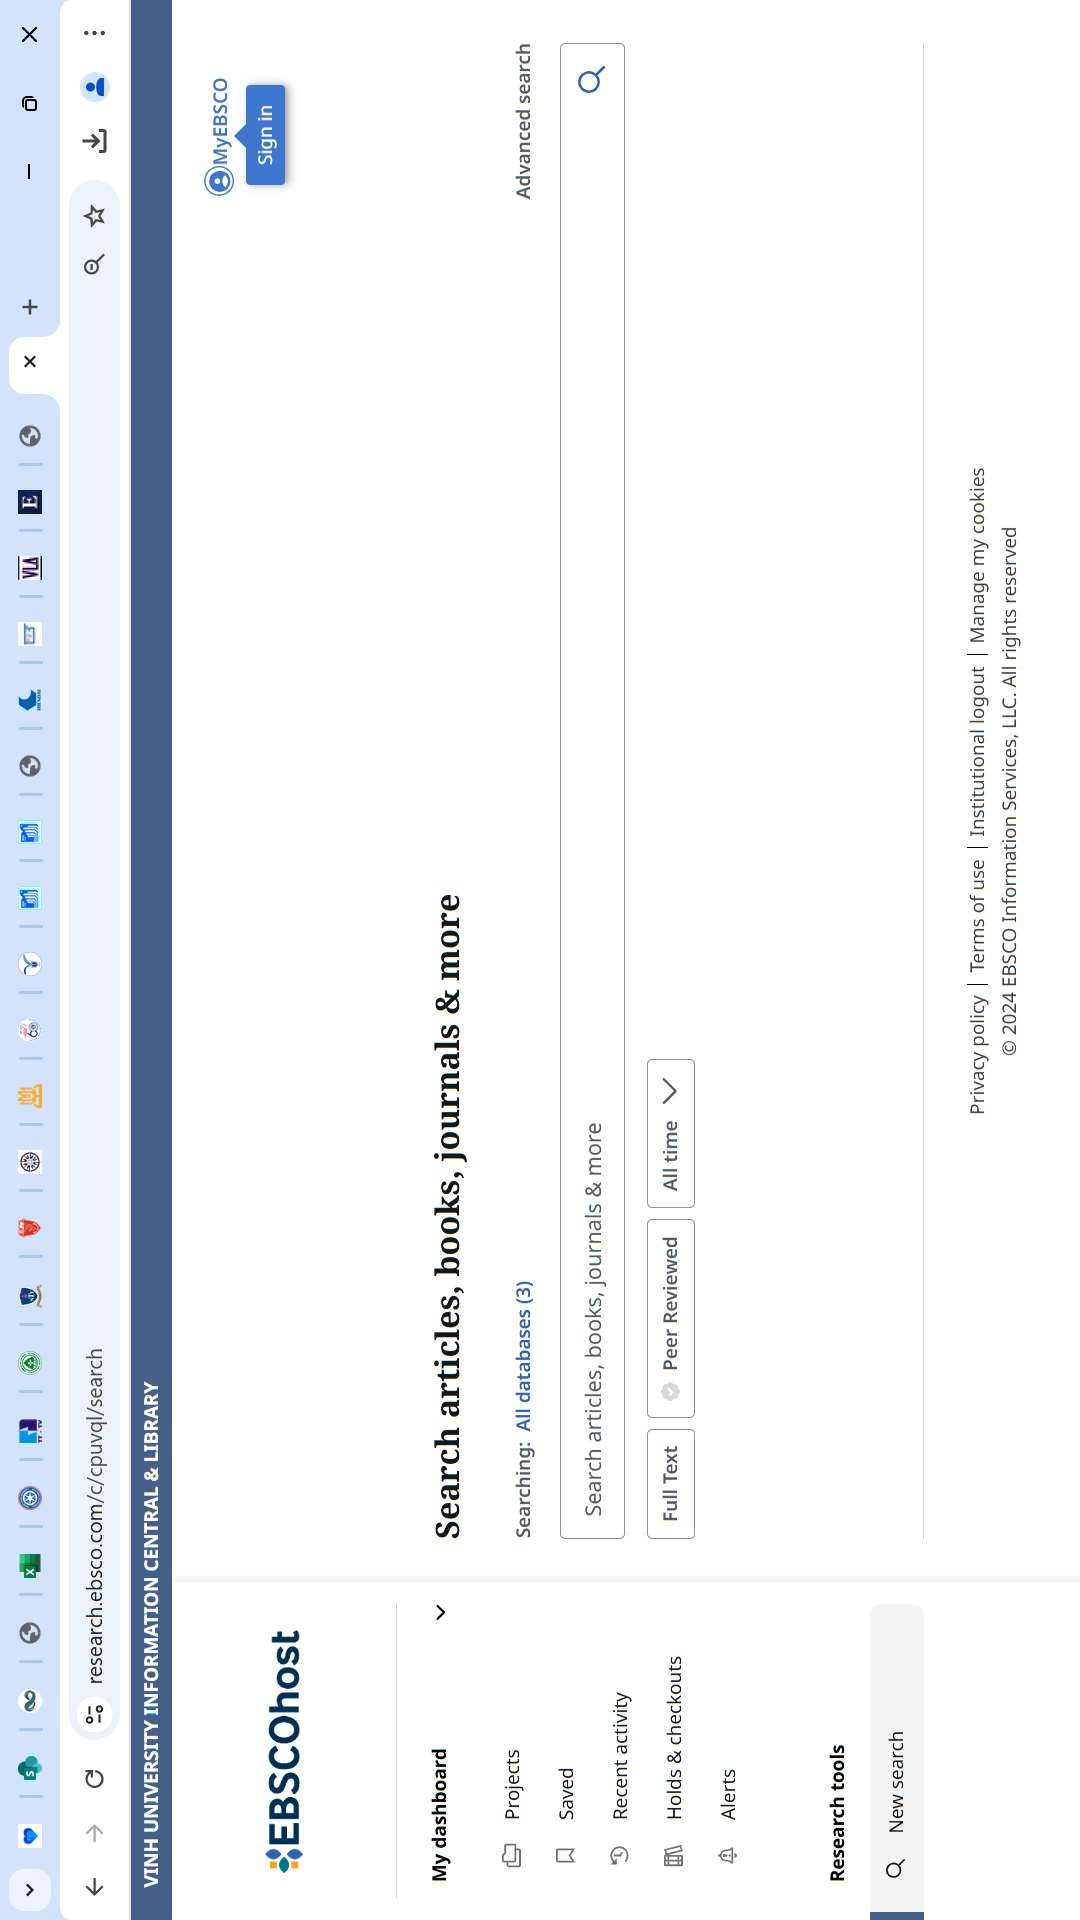 research.ebsco.com/c/cpuvql/search
VINH UNIVERSITY INFORMATION CENTRAL & LIBRARY
EBSCOhost
MyEBSCO
Sign in
My dashboard
Projects
Saved
Recent activity
Holds & checkouts
Alerts
Research tools
New search
Search articles, books, journals & more
Searching: All databases (3)
Advanced search
Search articles, books, journals & more
Full Text
Peer Reviewed
All time
Privacy policy | Terms of use | Institutional logout | Manage my cookies
© 2024 EBSCO Information Services, LLC. All rights reserved